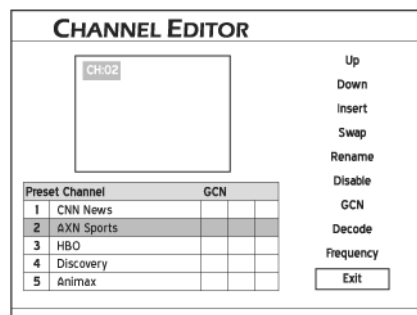 CHANNEL EDITOR
CH:02
Up
Down
Insert
Swap
Rename
Disable
GCN
Decode
Frequency
Exit
Preset Channel GCN
1 CNN News
2 AXN Sports
3 HBO
4 Discovery
5 Animax